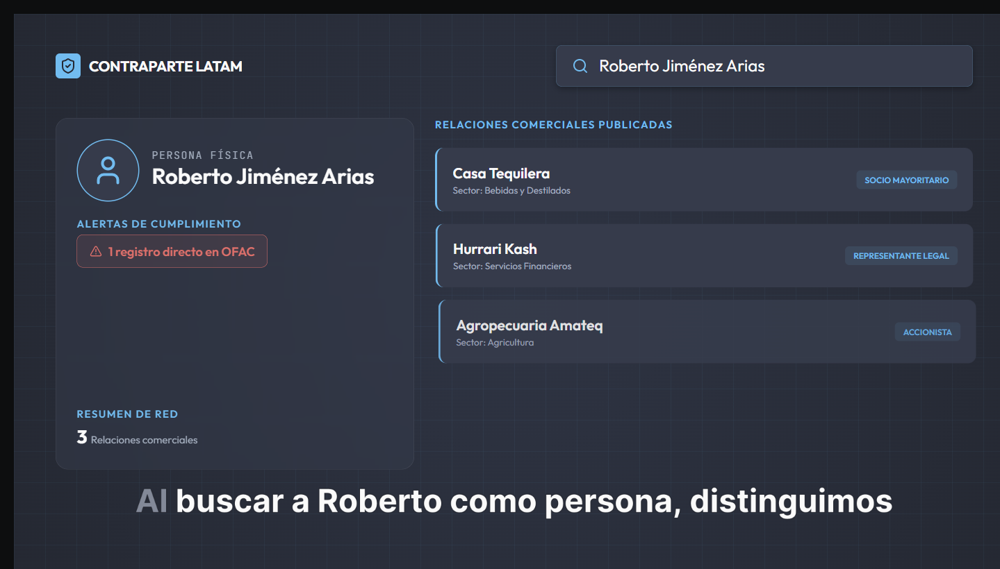 CONTRAPARTE LATAM
Roberto Jiménez Arias
PERSONA FÍSICA
Roberto Jiménez Arias
ALERTAS DE CUMPLIMIENTO
1 registro directo en OFAC
RESUMEN DE RED
3 Relaciones comerciales
RELACIONES COMERCIALES PUBLICADAS
Casa Tequilera
Sector: Bebidas y Destilados
SOCIO MAYORITARIO
Hurrari Kash
Sector: Servicios Financieros
REPRESENTANTE LEGAL
Agropecuaria Amateq
Sector: Agricultura
ACCIONISTA
Al buscar a Roberto como persona, distinguimos